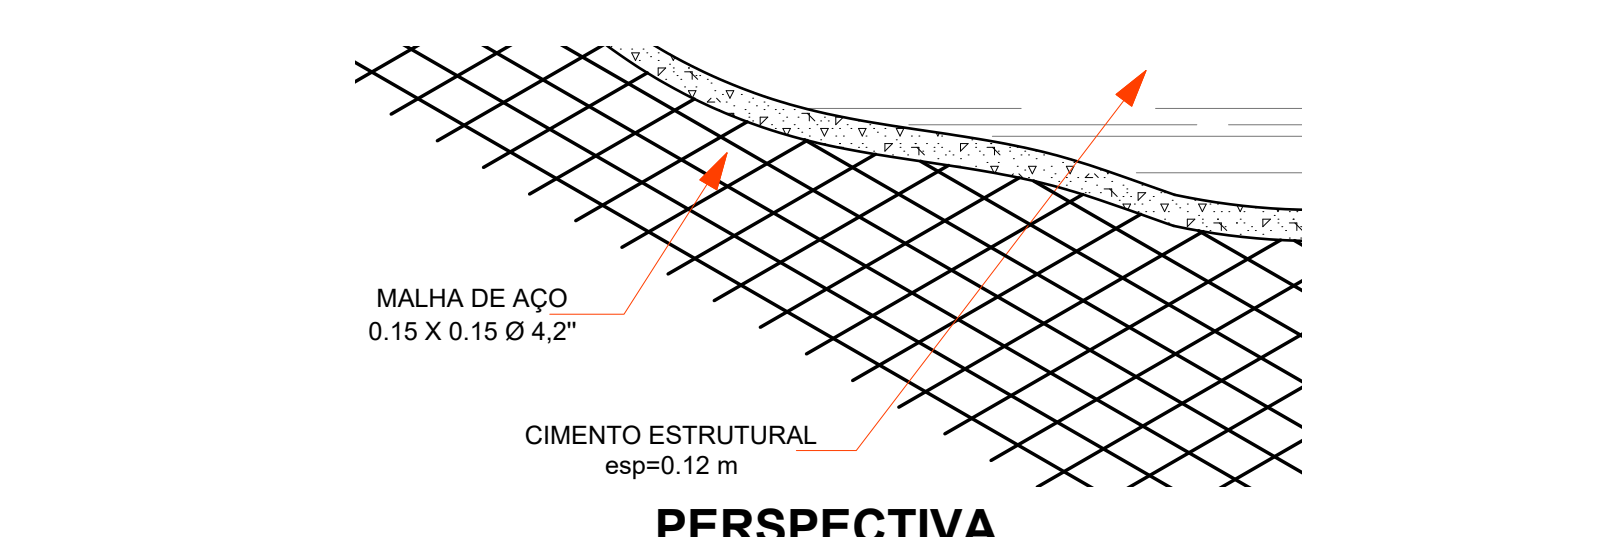 MALHA DE AÇO
0.15 X 0.15 Ø 4,2"
CIMENTO ESTRUTURAL
esp=0.12 m
PERSPECTIVA